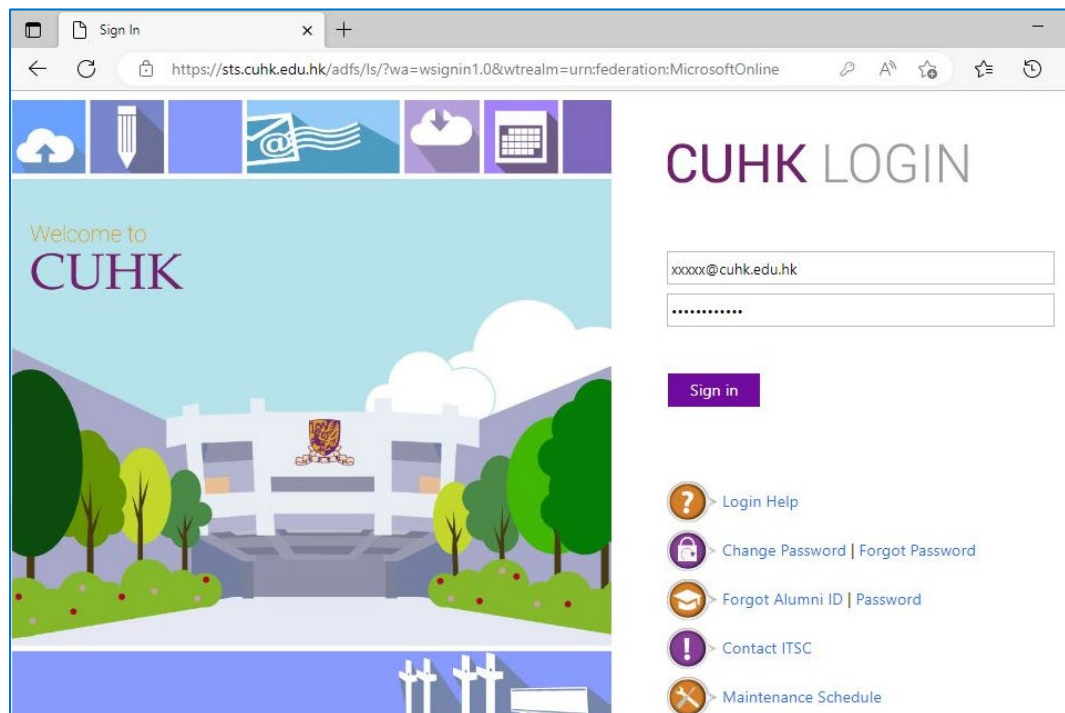 Sign In
https://sts.cuhk.edu.hk/adfs/ls/?wa=wsignin1.0&wtrealm=urn:federation:MicrosoftOnline
CUHK LOGIN
Welcome to
CUHK
xxxxx@cuhk.edu.hk
••••••••••••
Sign in
Login Help
Change Password | Forgot Password
Forgot Alumni ID | Password
Contact ITSC
Maintenance Schedule